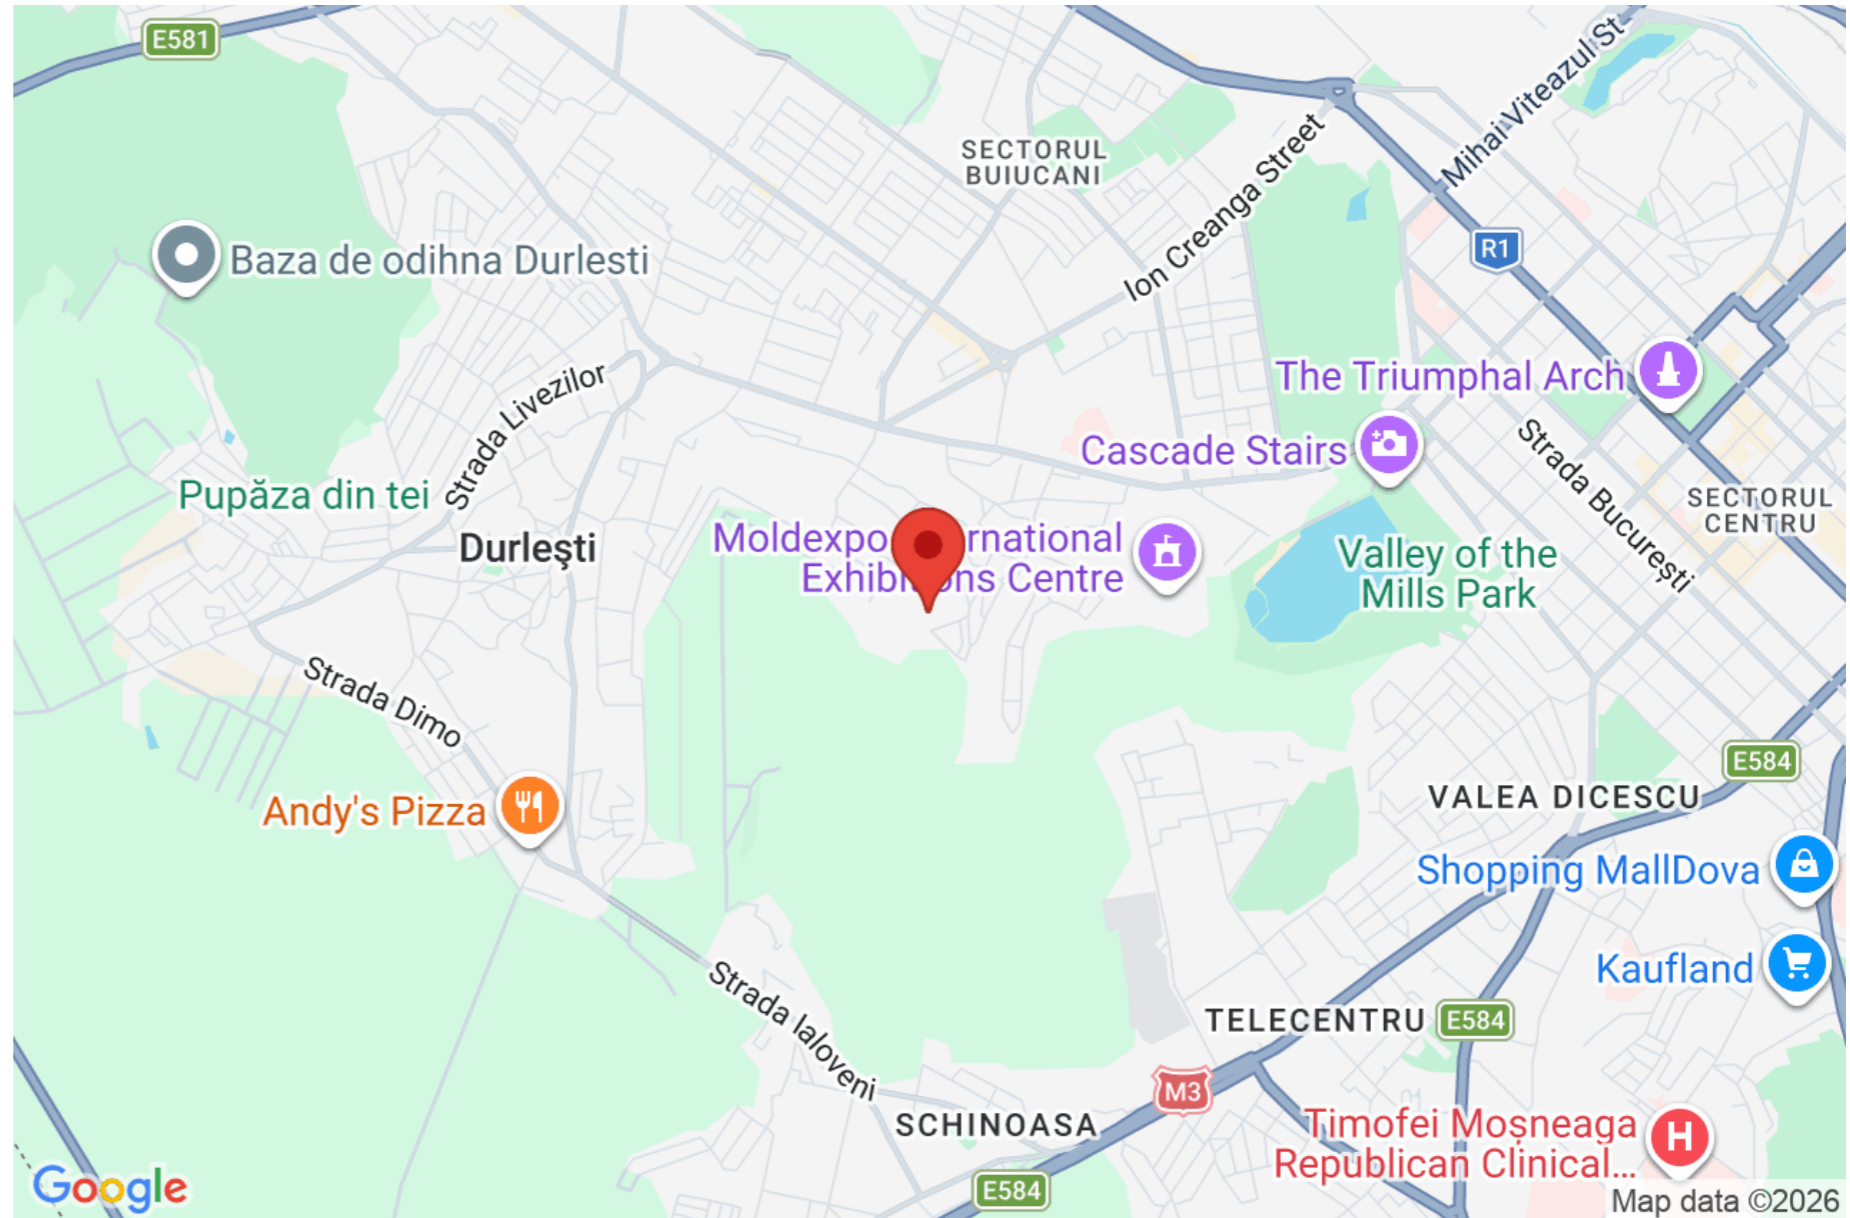 E581
SECTORUL
BUIUCANI
Ion Creanga Street
Mihai Viteazul St
R1
Baza de odihna Durlesti
Strada Livezilor
The Triumphal Arch
Cascade Stairs
Strada București
SECTORUL
CENTRU
Pupăza din tei
Durleşti
Moldexpo
Exhibitions Centre
Valley of the
Mills Park
Strada Dimo
Andy's Pizza
E584
VALEA DICESCU
Shopping MallDova
Kaufland
Strada Ialoveni
TELECENTRU
E584
M3
SCHINOASA
Timofei Moșneaga
Republican Clinical...
H
E584
Google
Map data ©2026